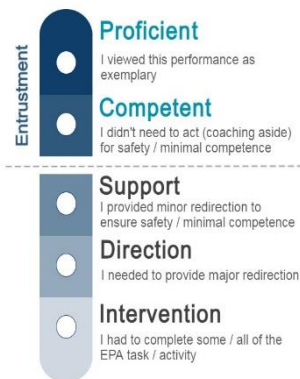 Entrustment
Proficient
I viewed this performance as
exemplary
Competent
I didn't need to act (coaching aside)
for safety / minimal competence
Support
I provided minor redirection to
ensure safety / minimal competence
Direction
I needed to provide major redirection
Intervention
I had to complete some / all of the
EPA task / activity